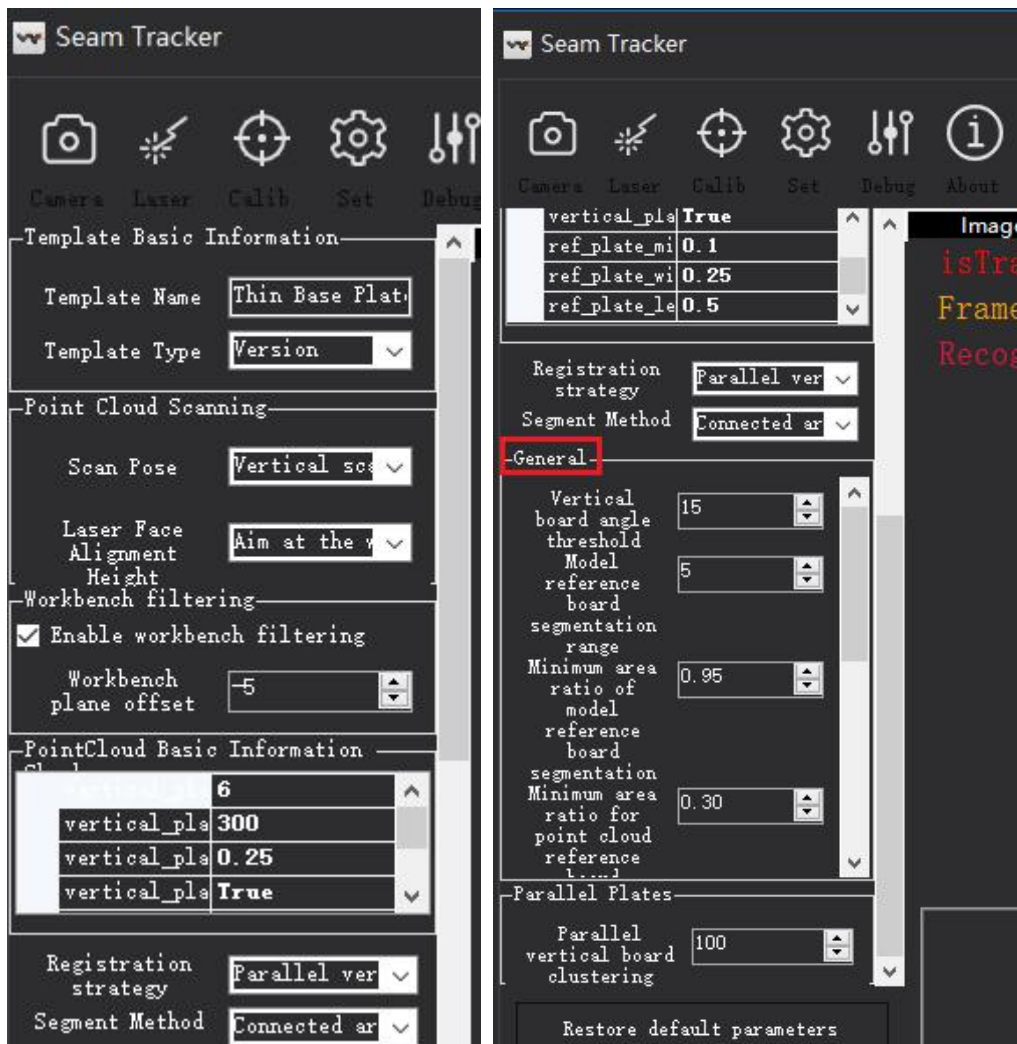 Seam Tracker
Camera Laser Calib Set Debug
Template Basic Information
Template Name Thin Base Plat
Template Type Version
Point Cloud Scanning
Scan Pose Vertical sca
Laser Face
Alignment
Height
Aim at the w
Workbench filtering
Enable workbench filtering
Workbench
plane offset
-5
PointCloud Basic Information
6
vertical_pla 300
vertical_pla 0.25
vertical_pla True
Registration
strategy
Parallel ver
Segment Method Connected ar
Seam Tracker
Camera Laser Calib Set Debug About
vertical_pla True
ref_plate_mi 0.1
ref_plate_wi 0.25
ref_plate_le 0.5
Image
isTra
Frame
Recog
Registration
strategy
Parallel ver
Segment Method Connected ar
General
Vertical
board angle
threshold
15
Model
reference
board
segmentation
range
5
Minimum area
ratio of
model
reference
board
segmentation
0.95
Minimum area
ratio for
point cloud
reference
0.30
Parallel Plates
Parallel
vertical board
clustering
100
Restore default parameters